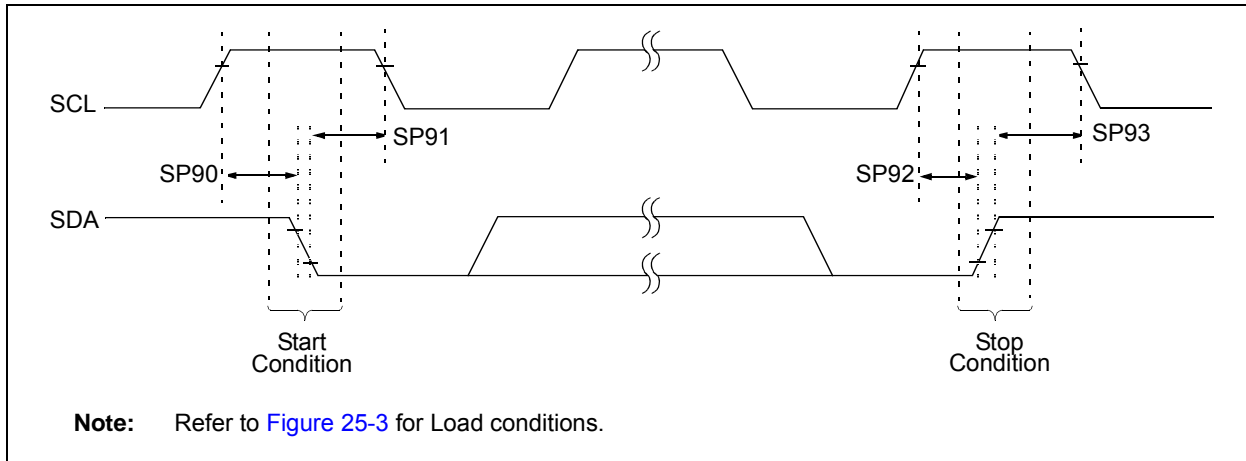 SCL
SP91
SP93
SP90
SP92
SDA
Start
Condition
Stop
Condition
Note: Refer to Figure 25-3 for Load conditions.